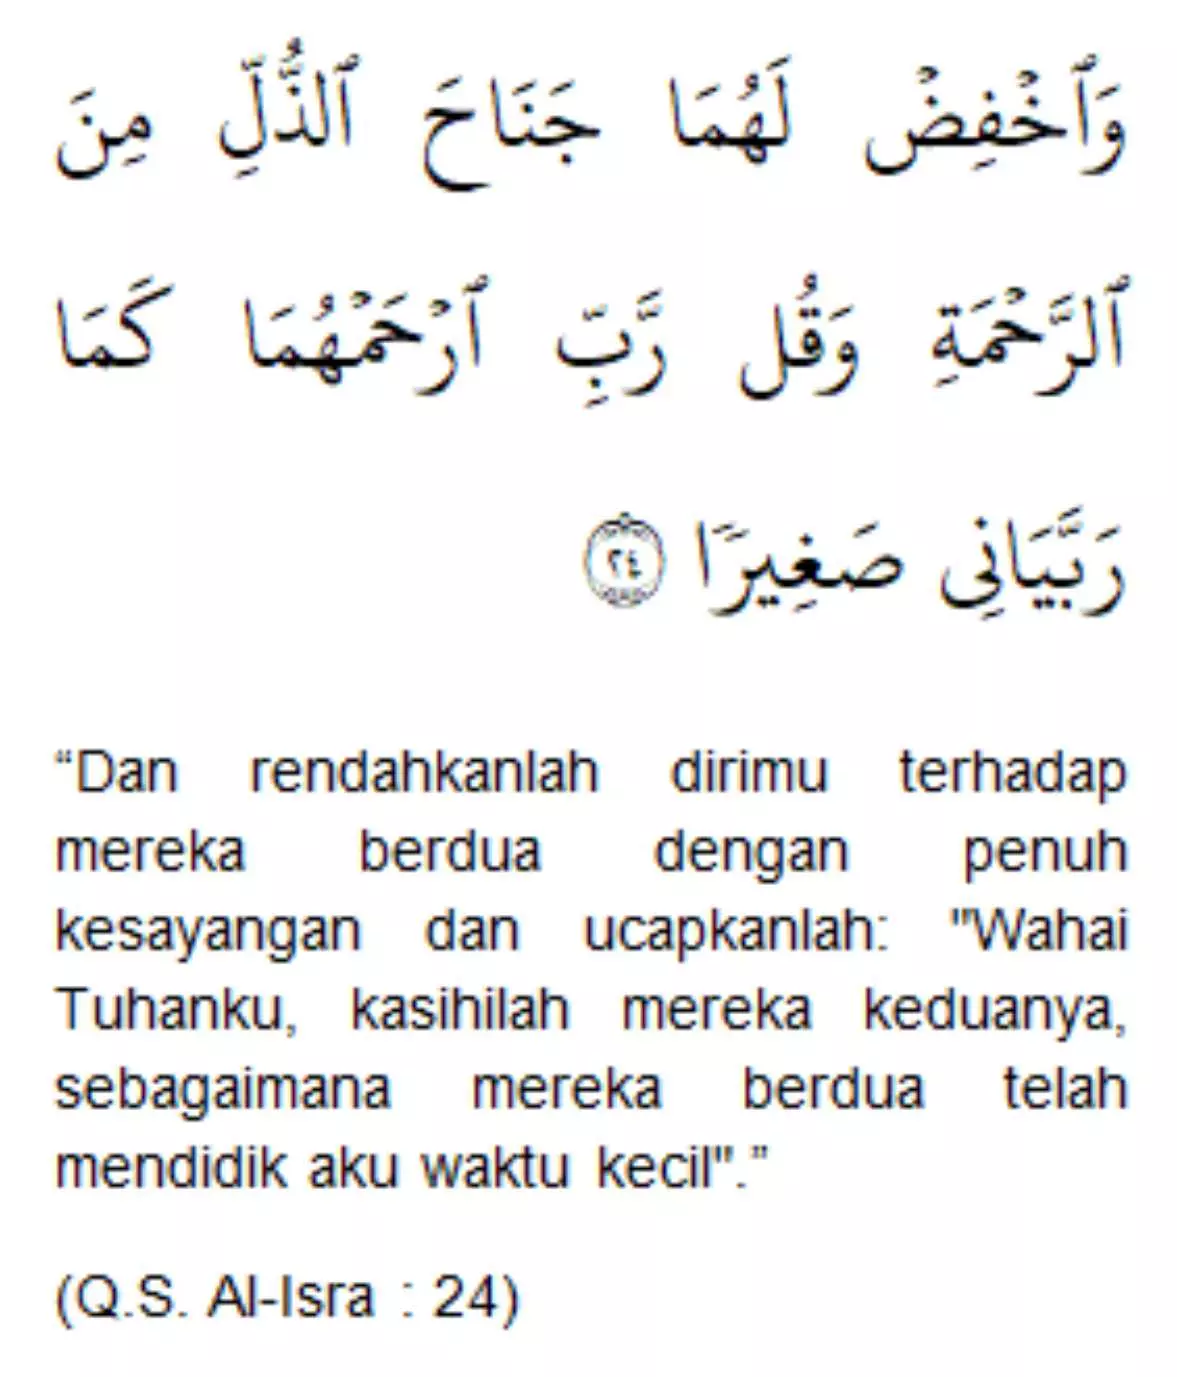 وَٱخۡفِضۡ لَهُمَا جَنَاحَ ٱلذُّلِّ مِنَ
ٱلرَّحۡمَةِ وَقُل رَّبِّ ٱرۡحَمۡهُمَا كَمَا
رَبَّيَانِي صَغِيرٗا ٢٤
“Dan rendahkanlah dirimu terhadap
mereka berdua dengan penuh
kesayangan dan ucapkanlah: "Wahai
Tuhanku, kasihilah mereka keduanya,
sebagaimana mereka berdua telah
mendidik aku waktu kecil".”
(Q.S. Al-Isra : 24)